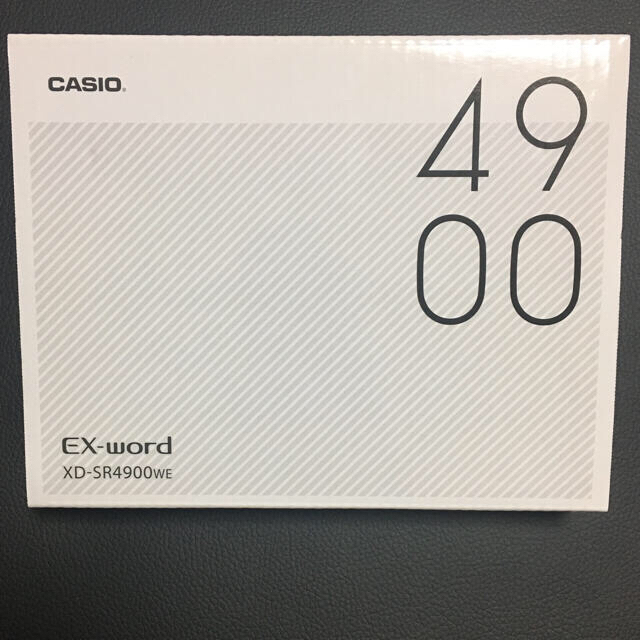 CASIO.
49
00
EX-word
XD-SR4900WE